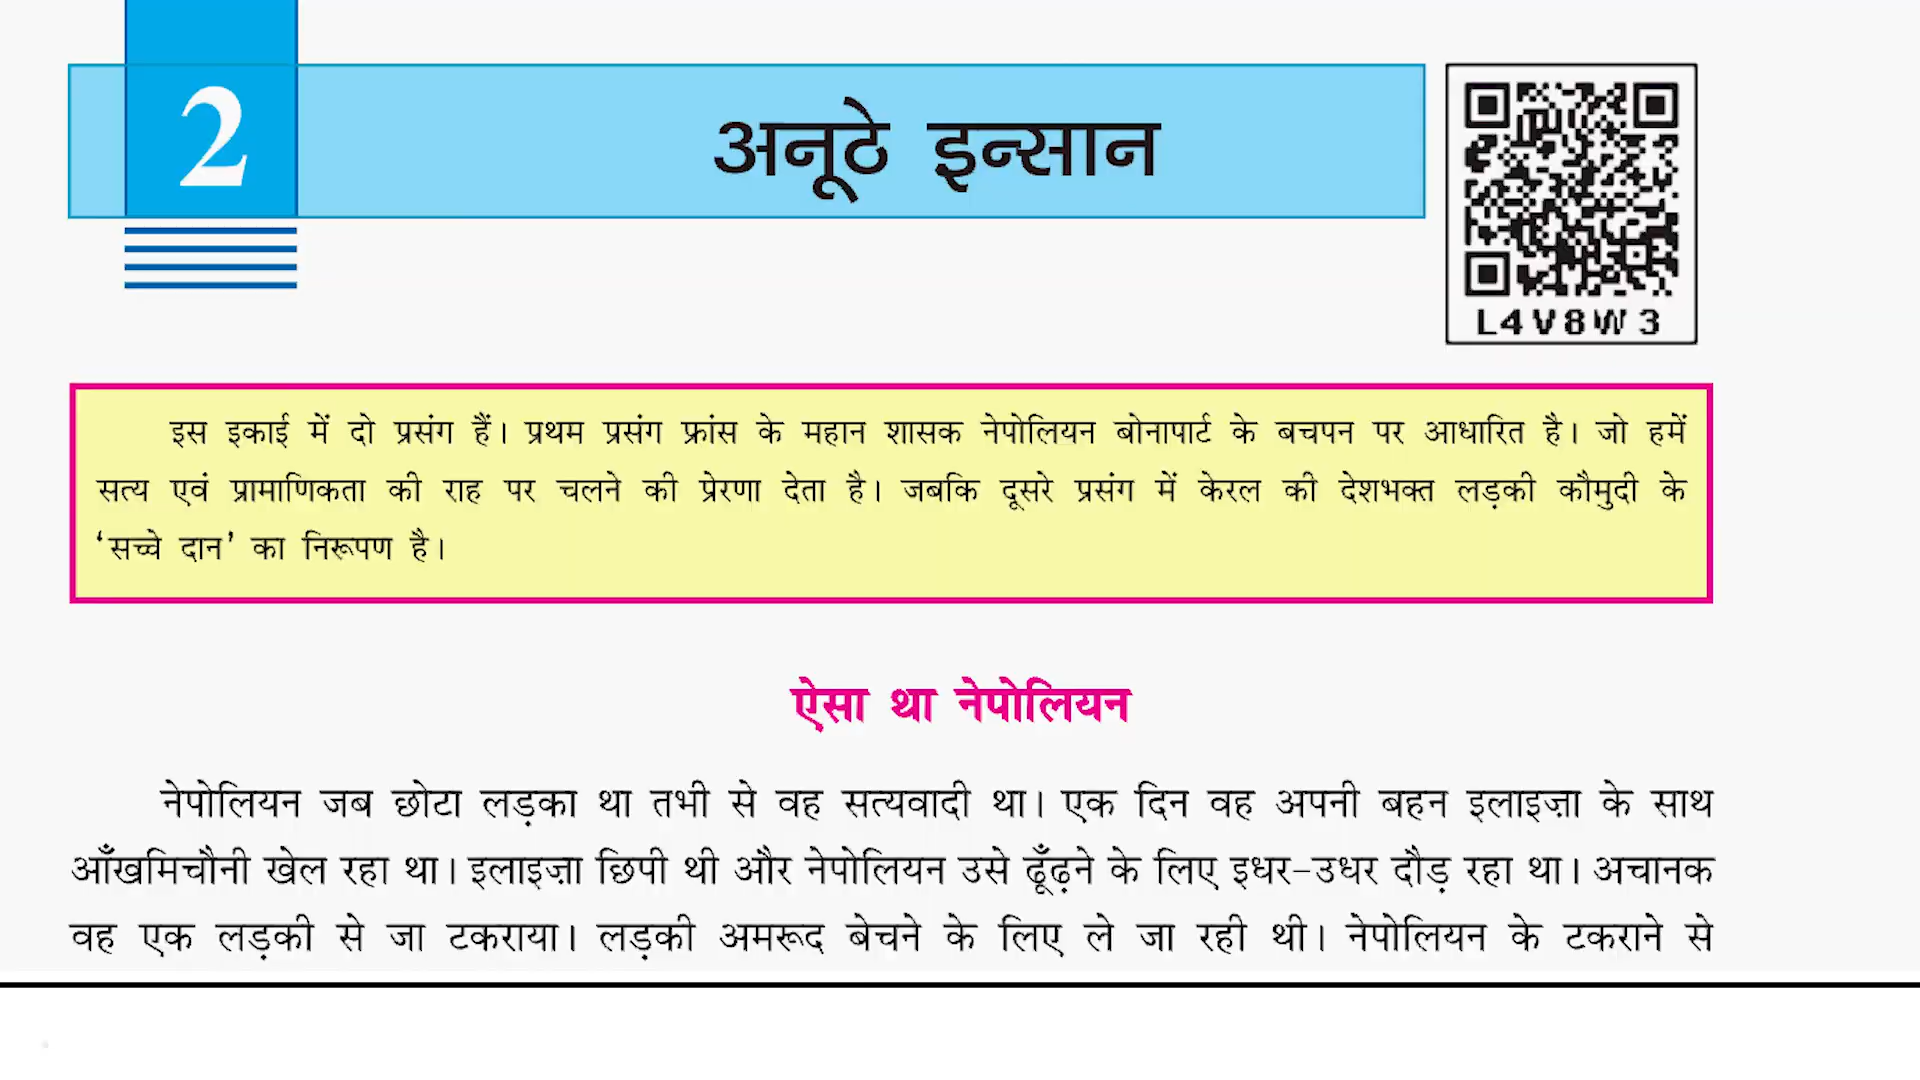 2
अनूठे इन्सान
L4V8W3
इस इकाई में दो प्रसंग हैं। प्रथम प्रसंग फ्रांस के महान शासक नेपोलियन बोनापार्ट के बचपन पर आधारित है। जो हमें
सत्य एवं प्रामाणिकता की राह पर चलने की प्रेरणा देता है। जबकि दूसरे प्रसंग में केरल की देशभक्त लड़की कौमुदी के
‘सच्चे दान’ का निरूपण है।
ऐसा था नेपोलियन
नेपोलियन जब छोटा लड़का था तभी से वह सत्यवादी था। एक दिन वह अपनी बहन इलाइज़ा के साथ
आँखमिचौनी खेल रहा था। इलाइज़ा छिपी थी और नेपोलियन उसे ढूँढ़ने के लिए इधर-उधर दौड़ रहा था। अचानक
वह एक लड़की से जा टकराया। लड़की अमरूद बेचने के लिए ले जा रही थी। नेपोलियन के टकराने से